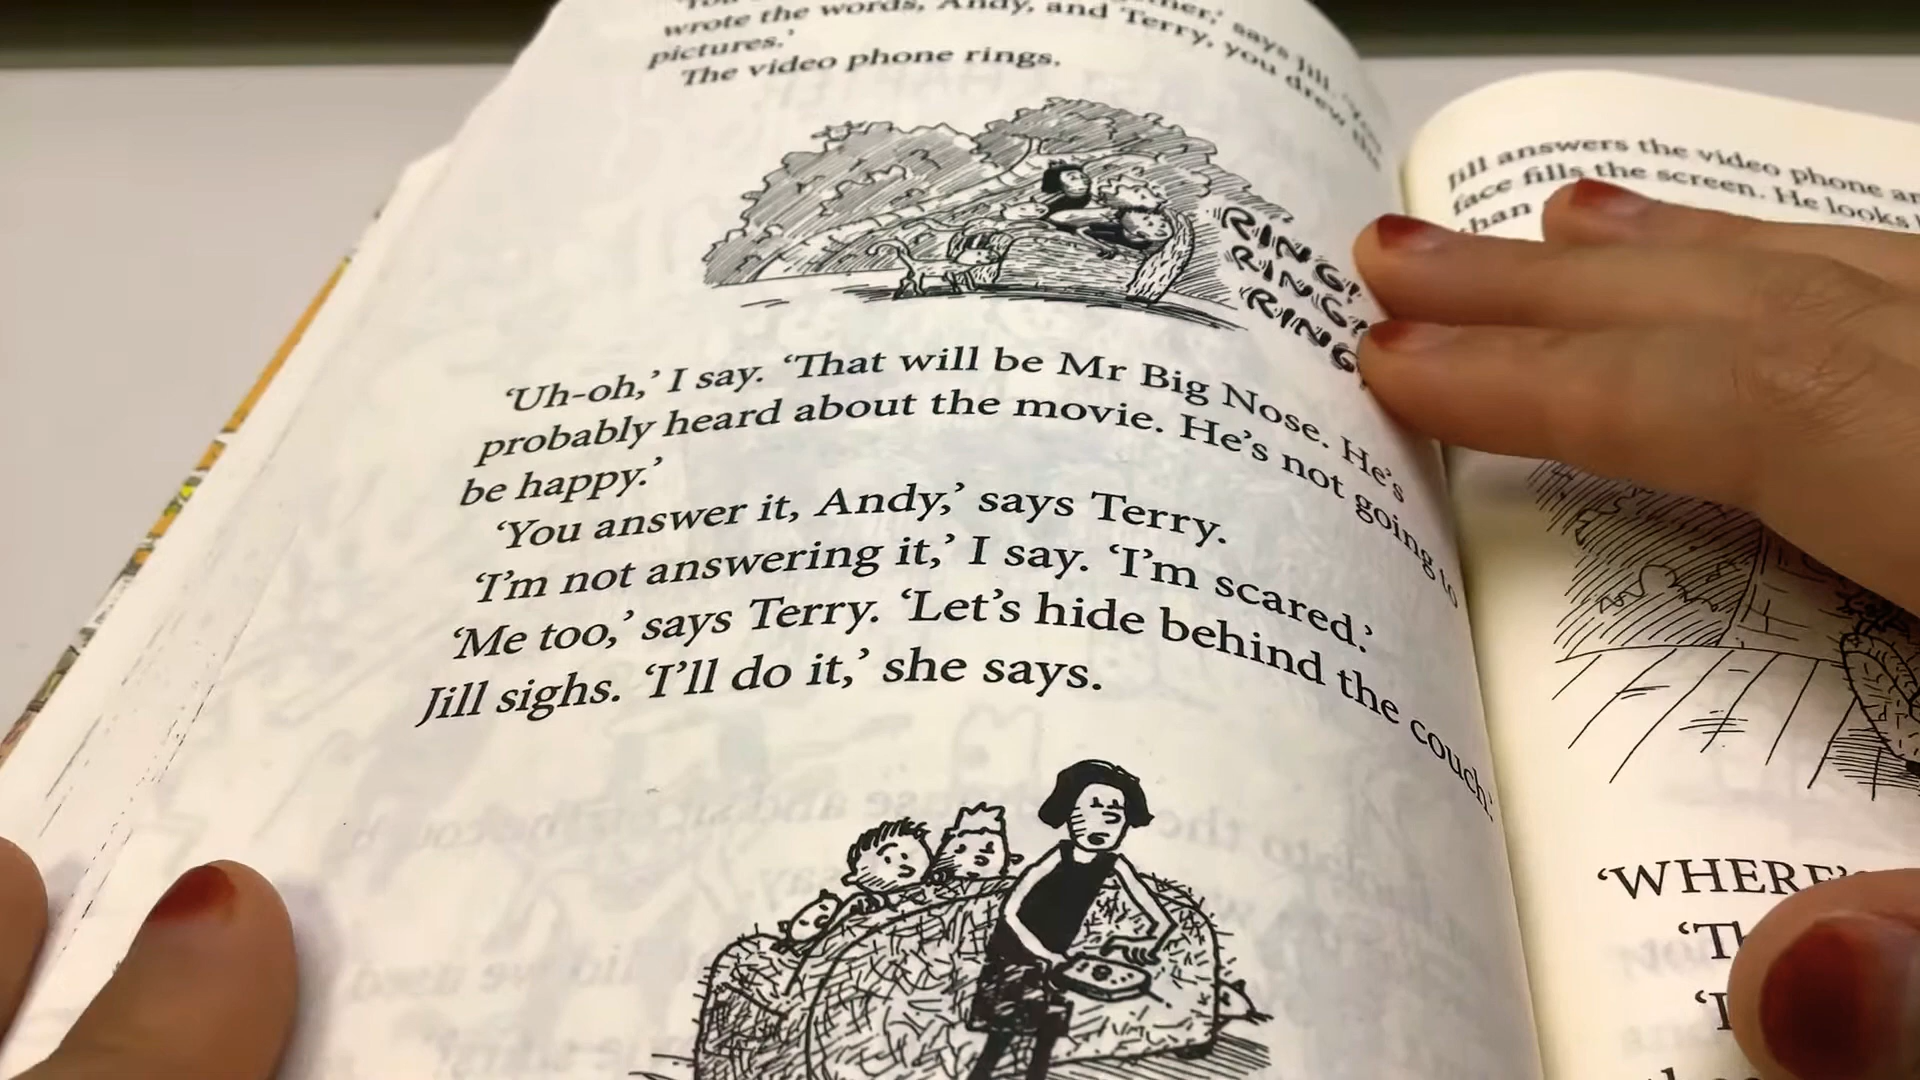 wrote the words, Andy, and Terry, you drew the
pictures.'
The video phone rings.
RING!
RING!
RING
'Uh-oh,' I say. 'That will be Mr Big Nose. He's
probably heard about the movie. He's not going to
be happy.'
'You answer it, Andy,' says Terry.
'I'm not answering it,' I say. 'I'm scared.'
'Me too,' says Terry. 'Let's hide behind the couch.'
Jill sighs. 'I'll do it,' she says.
Jill answers the video phone
face fills the screen. He looks
than
'WHERE'S